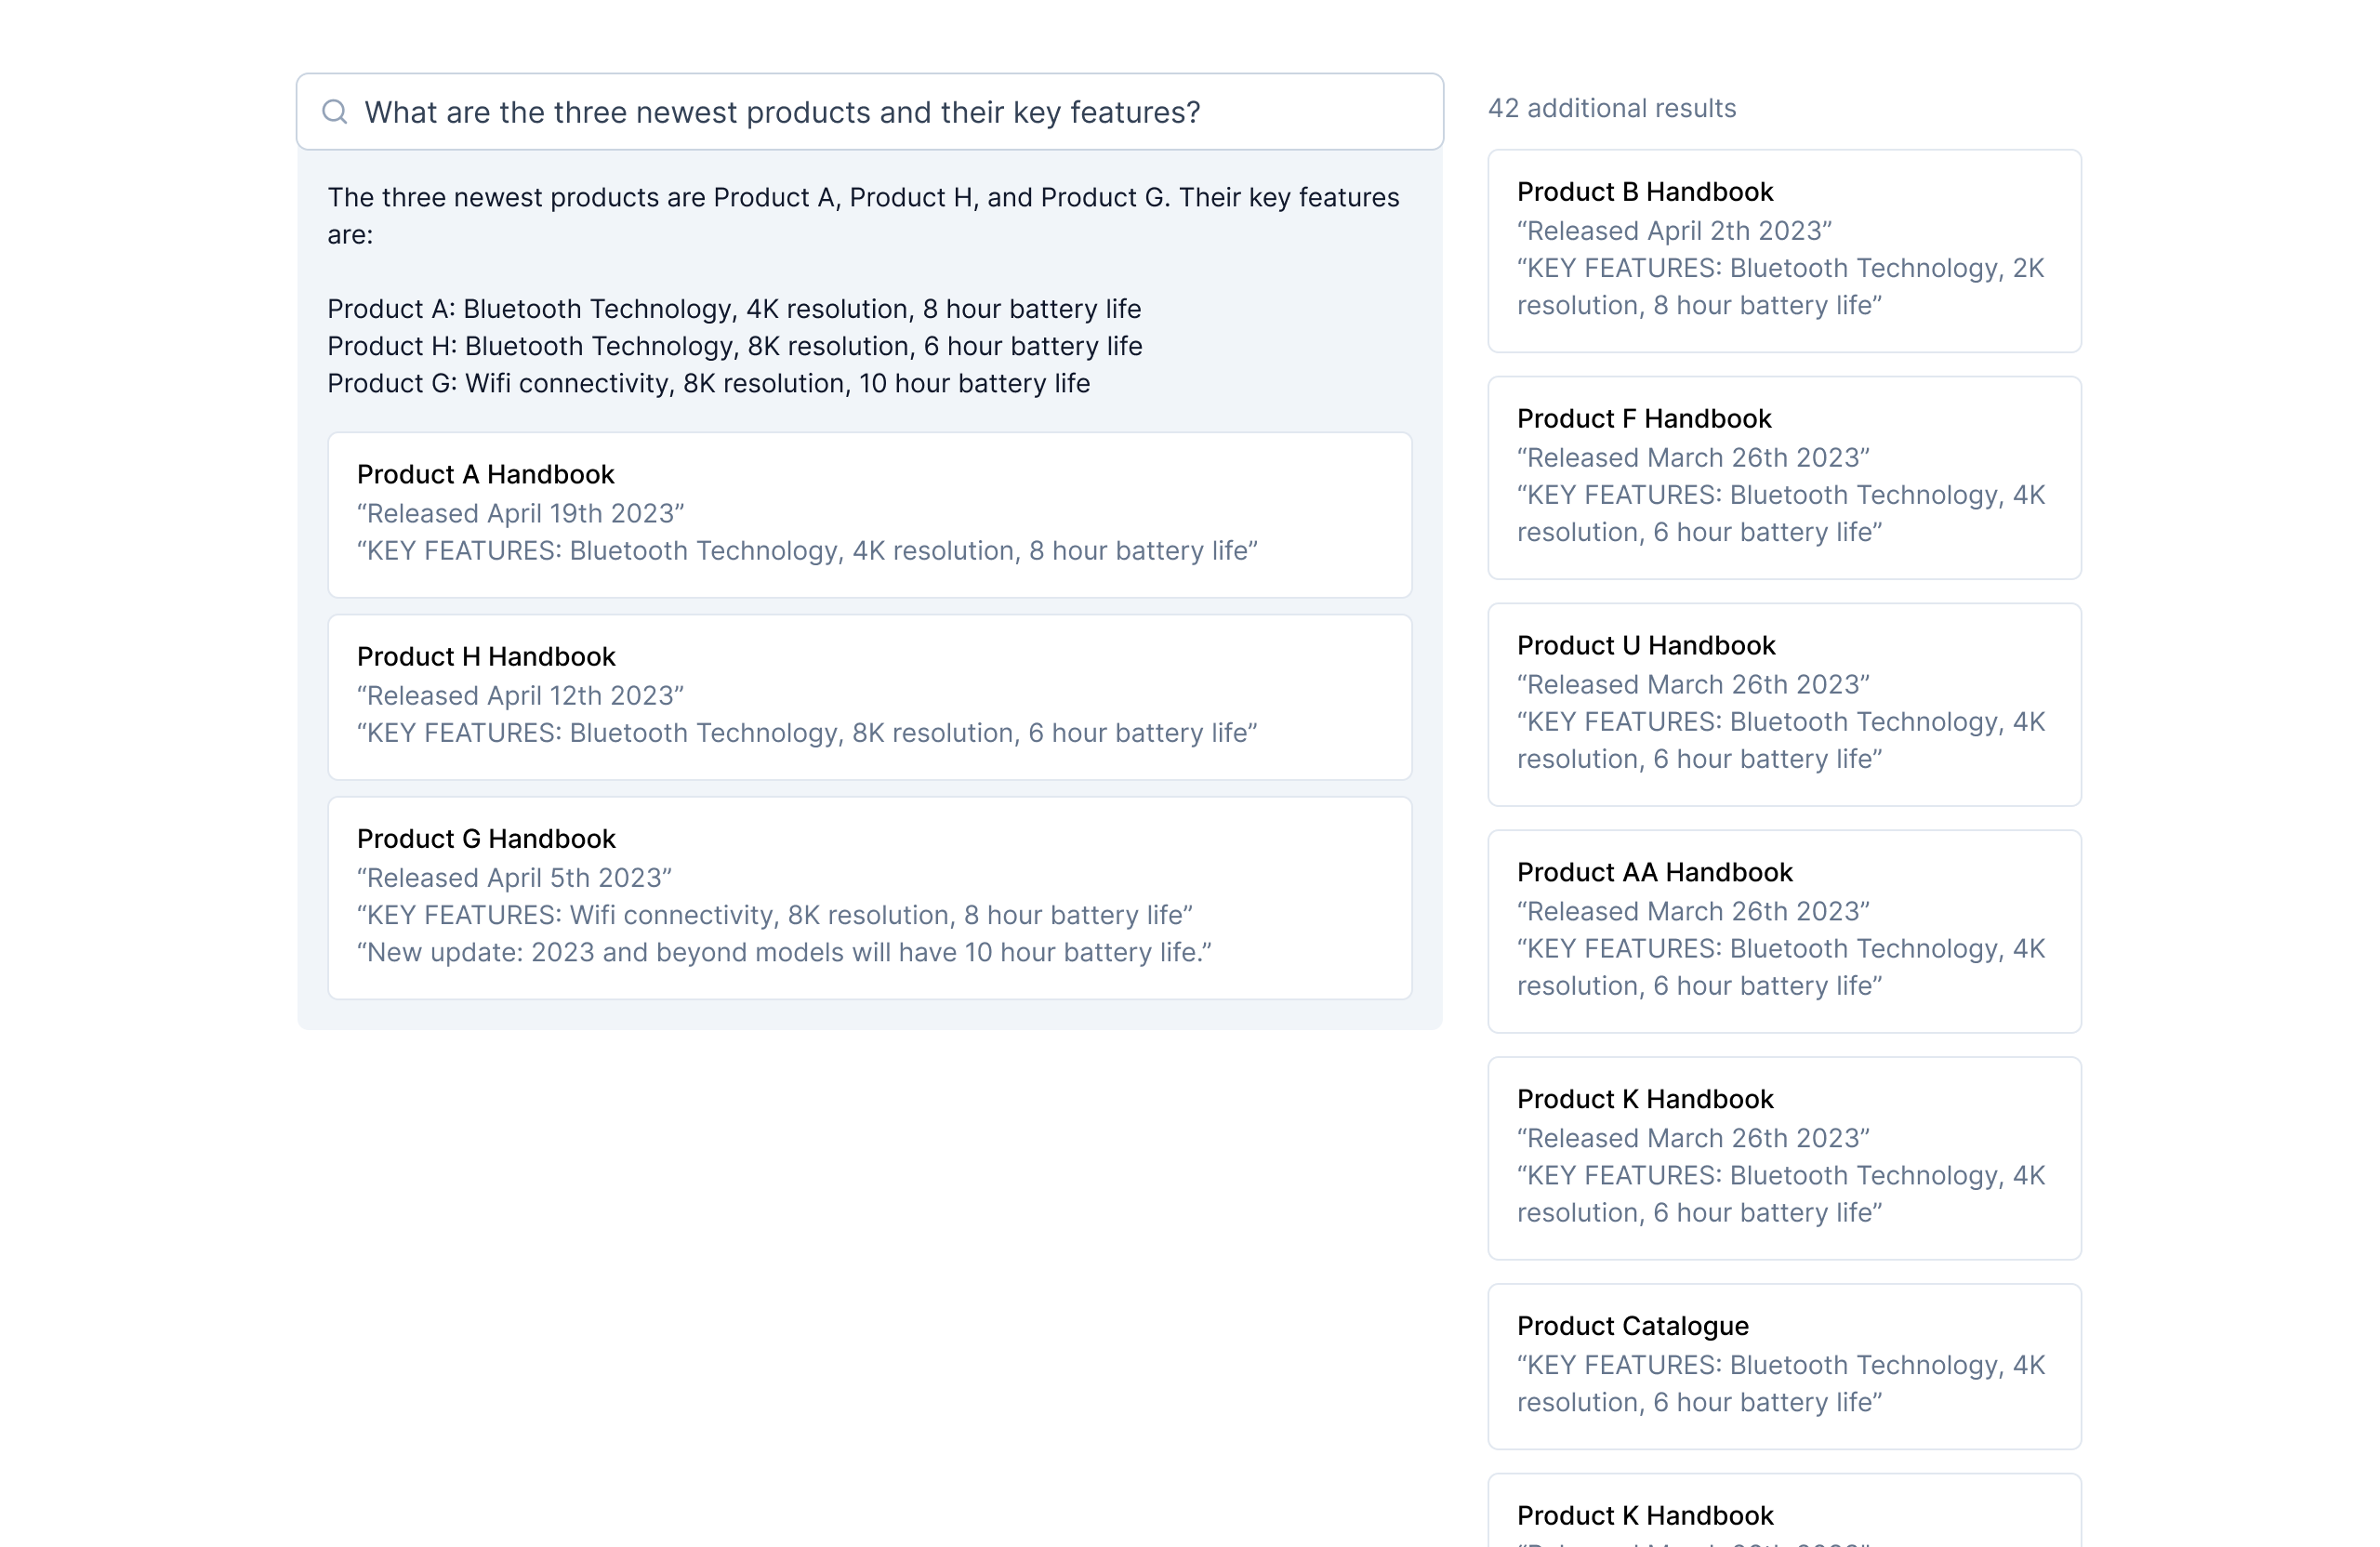 What are the three newest products and their key features?
The three newest products are Product A, Product H, and Product G. Their key features
are:
Product A: Bluetooth Technology, 4K resolution, 8 hour battery life
Product H: Bluetooth Technology, 8K resolution, 6 hour battery life
Product G: Wifi connectivity, 8K resolution, 10 hour battery life
Product A Handbook
“Released April 19th 2023”
“KEY FEATURES: Bluetooth Technology, 4K resolution, 8 hour battery life”
Product H Handbook
“Released April 12th 2023”
“KEY FEATURES: Bluetooth Technology, 8K resolution, 6 hour battery life”
Product G Handbook
“Released April 5th 2023”
“KEY FEATURES: Wifi connectivity, 8K resolution, 8 hour battery life”
“New update: 2023 and beyond models will have 10 hour battery life.”
42 additional results
Product B Handbook
“Released April 2th 2023”
“KEY FEATURES: Bluetooth Technology, 2K
resolution, 8 hour battery life”
Product F Handbook
“Released March 26th 2023”
“KEY FEATURES: Bluetooth Technology, 4K
resolution, 6 hour battery life”
Product U Handbook
“Released March 26th 2023”
“KEY FEATURES: Bluetooth Technology, 4K
resolution, 6 hour battery life”
Product AA Handbook
“Released March 26th 2023”
“KEY FEATURES: Bluetooth Technology, 4K
resolution, 6 hour battery life”
Product K Handbook
“Released March 26th 2023”
“KEY FEATURES: Bluetooth Technology, 4K
resolution, 6 hour battery life”
Product Catalogue
“KEY FEATURES: Bluetooth Technology, 4K
resolution, 6 hour battery life”
Product K Handbook